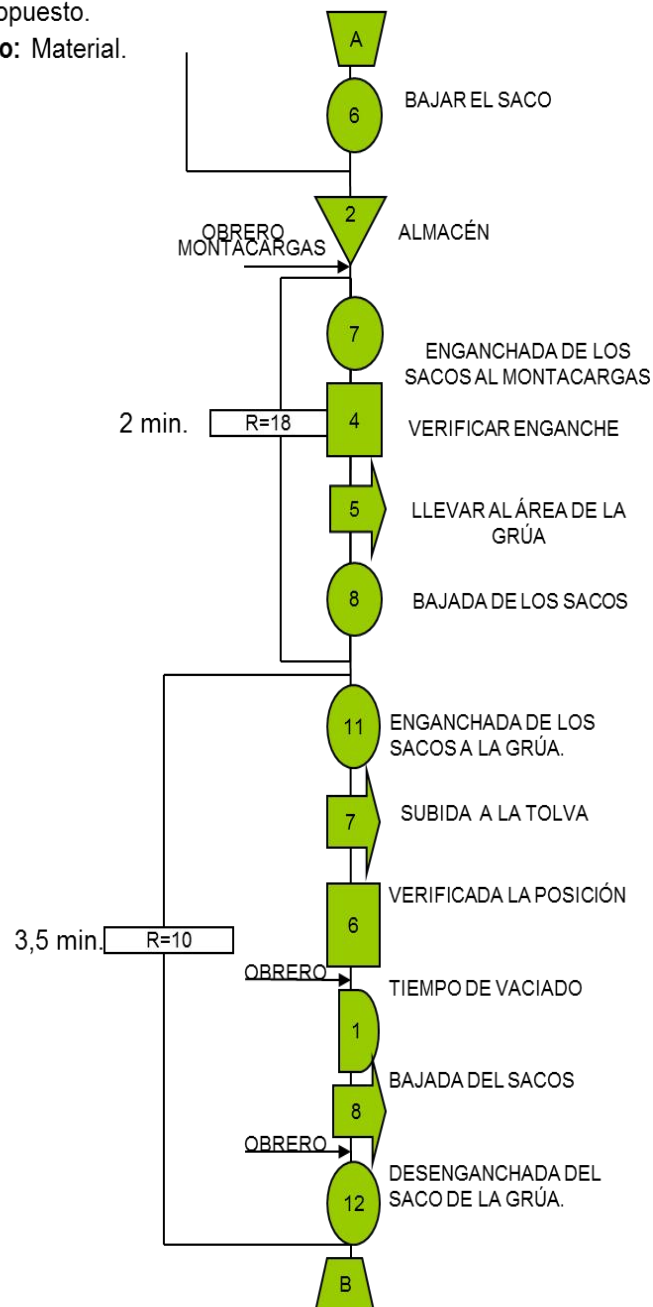 opuesto.
o: Material.
A
6
BAJAR EL SACO
2
ALMACÉN
OBRERO
MONTACARGAS
7
ENGANCHADA DE LOS
SACOS AL MONTACARGAS
2 min.
R=18
4
VERIFICAR ENGANCHE
5
LLEVAR AL ÁREA DE LA
GRÚA
8
BAJADA DE LOS SACOS
11
ENGANCHADA DE LOS
SACOS A LA GRÚA.
7
SUBIDA A LA TOLVA
VERIFICADA LA POSICIÓN
6
3,5 min.
R=10
OBRERO
TIEMPO DE VACIADO
1
BAJADA DEL SACOS
8
OBRERO
DESENGANCHADA DEL
SACO DE LA GRÚA.
12
B